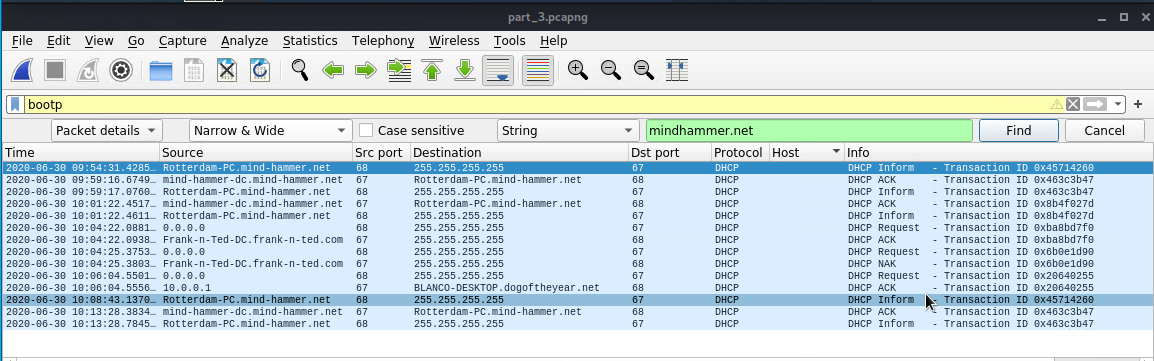 part_3.pcapng
File Edit View Go Capture Analyze Statistics Telephony Wireless Tools Help
bootp
Packet details Narrow & Wide Case sensitive String mindhammer.net Find Cancel
Time Source Src port Destination Dst port Protocol Host Info
2020-06-30 09:54:31.4285… Rotterdam-PC.mind-hammer.net 68 255.255.255.255 67 DHCP DHCP Inform - Transaction ID 0x45714260
2020-06-30 09:59:16.6749… mind-hammer-dc.mind-hammer.net 67 Rotterdam-PC.mind-hammer.net 68 DHCP DHCP ACK - Transaction ID 0x463c3b47
2020-06-30 09:59:17.0760… Rotterdam-PC.mind-hammer.net 68 255.255.255.255 67 DHCP DHCP Inform - Transaction ID 0x463c3b47
2020-06-30 10:01:22.4517… mind-hammer-dc.mind-hammer.net 67 Rotterdam-PC.mind-hammer.net 68 DHCP DHCP ACK - Transaction ID 0x8b4f027d
2020-06-30 10:01:22.4611… Rotterdam-PC.mind-hammer.net 68 255.255.255.255 67 DHCP DHCP Inform - Transaction ID 0x8b4f027d
2020-06-30 10:04:22.0881… 0.0.0.0 68 255.255.255.255 67 DHCP DHCP Request - Transaction ID 0xba8bd7f0
2020-06-30 10:04:22.0938… Frank-n-Ted-DC.frank-n-ted.com 67 255.255.255.255 68 DHCP DHCP ACK - Transaction ID 0xba8bd7f0
2020-06-30 10:04:25.3753… 0.0.0.0 68 255.255.255.255 67 DHCP DHCP Request - Transaction ID 0x6b0e1d90
2020-06-30 10:04:25.3803… Frank-n-Ted-DC.frank-n-ted.com 67 255.255.255.255 68 DHCP DHCP NAK - Transaction ID 0x6b0e1d90
2020-06-30 10:06:04.5501… 0.0.0.0 68 255.255.255.255 67 DHCP DHCP Request - Transaction ID 0x20640255
2020-06-30 10:06:04.5556… 10.0.0.1 67 BLANCO-DESKTOP.dogoftheyear.net 68 DHCP DHCP ACK - Transaction ID 0x20640255
2020-06-30 10:08:43.1370… Rotterdam-PC.mind-hammer.net 68 255.255.255.255 67 DHCP DHCP Inform - Transaction ID 0x45714260
2020-06-30 10:13:28.3834… mind-hammer-dc.mind-hammer.net 67 Rotterdam-PC.mind-hammer.net 68 DHCP DHCP ACK - Transaction ID 0x463c3b47
2020-06-30 10:13:28.7845… Rotterdam-PC.mind-hammer.net 68 255.255.255.255 67 DHCP DHCP Inform - Transaction ID 0x463c3b47